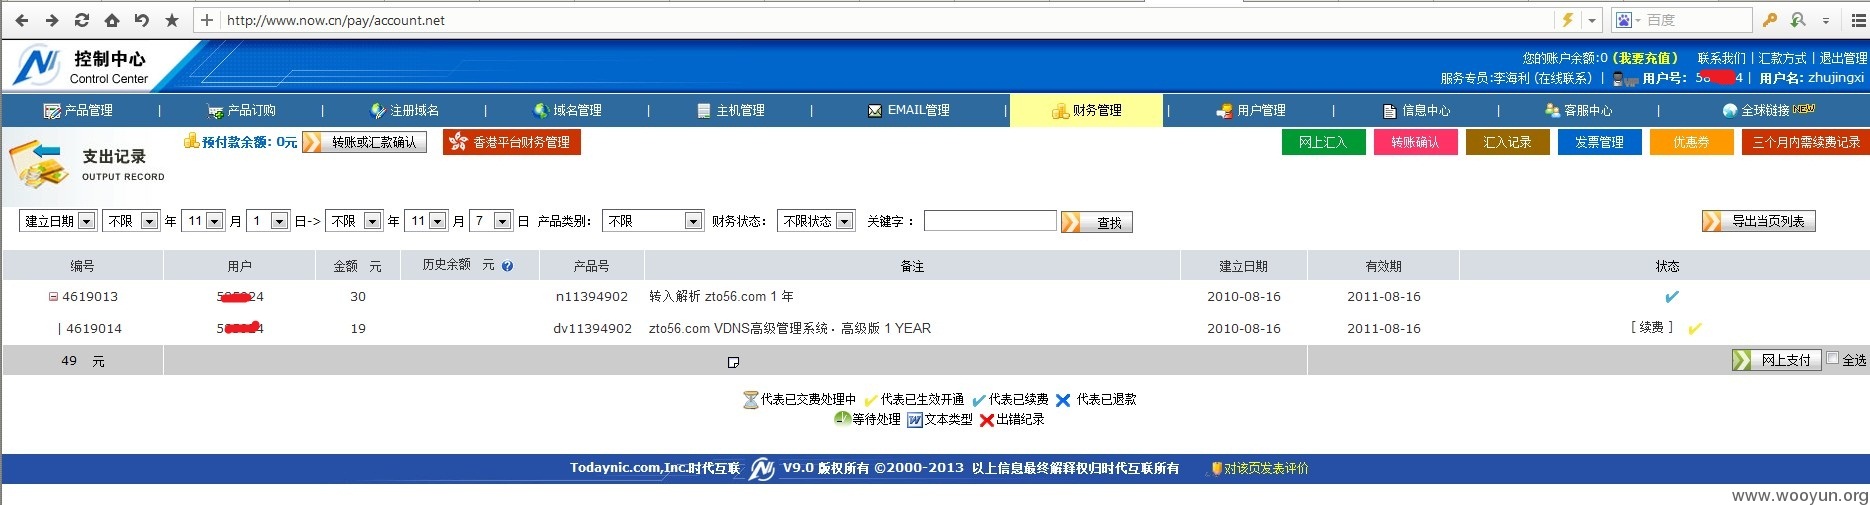 http://www.now.cn/pay/account.net
百度
控制中心
Control Center
您的账户余额:0 (我要充值) 联系我们 | 汇款方式 | 退出管理
服务专员:李海利 (在线联系) | VIP 用户号: 58 4 | 用户名: zhujingxi
产品管理 | 产品订购 | 注册域名 | 域名管理 | 主机管理 | EMAIL管理 | 财务管理 | 用户管理 | 信息中心 | 客服中心 | 全球链接 NEW
支出记录
OUTPUT RECORD
预付款余额: 0元 转账或汇款确认 香港平台财务管理 网上汇入 转账确认 汇入记录 发票管理 优惠券 三个月内需续费记录
建立日期 不限 年 11 月 1 日-> 不限 年 11 月 7 日 产品类别: 不限 财务状态: 不限状态 关键字 : 查找 导出当页列表
编号 用户 金额 元 历史余额 元 产品号 备注 建立日期 有效期 状态
4619013 5 24 30 n11394902 转入解析 zto56.com 1 年 2010-08-16 2011-08-16
| 4619014 5 4 19 dv11394902 zto56.com VDNS高级管理系统 - 高级版 1 YEAR 2010-08-16 2011-08-16 [ 续费 ]
49 元 网上支付 全选
代表已交费处理中 代表已生效开通 代表已续费 代表已退款
等待处理 文本类型 出错纪录
Todaynic.com,Inc.时代互联 V9.0 版权所有 ©2000-2013 以上信息最终解释权归时代互联所有 对该页发表评价
www.wooyun.org